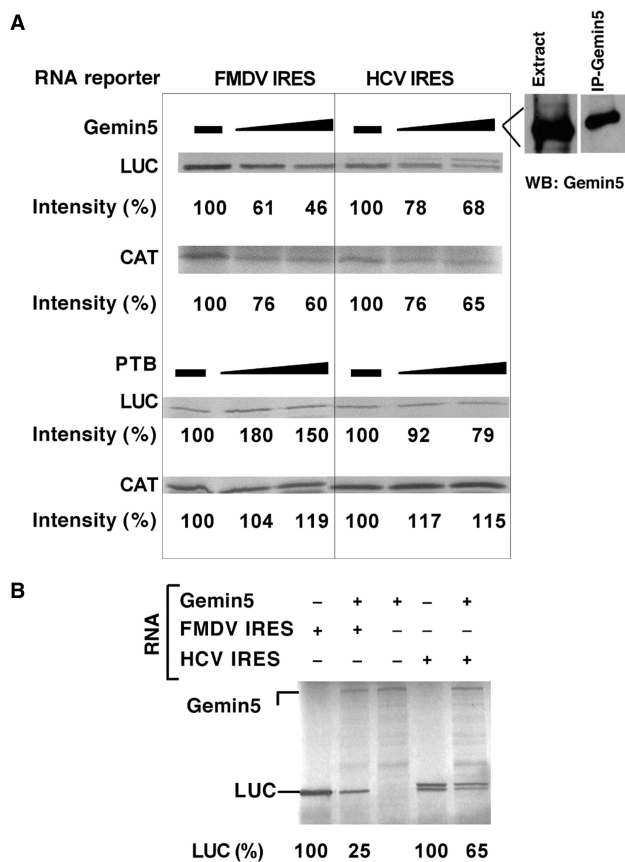 A
RNA reporter FMDV IRES HCV IRES
Extract
IP-Gemin5
Gemin5
LUC
WB: Gemin5
Intensity (%) 100 61 46 100 78 68
CAT
Intensity (%) 100 76 60 100 76 65
PTB
LUC
Intensity (%) 100 180 150 100 92 79
CAT
Intensity (%) 100 104 119 100 117 115
B
RNA
Gemin5 – + + – +
FMDV IRES + + – – –
HCV IRES – – – + +
Gemin5
LUC
LUC (%) 100 25 100 65